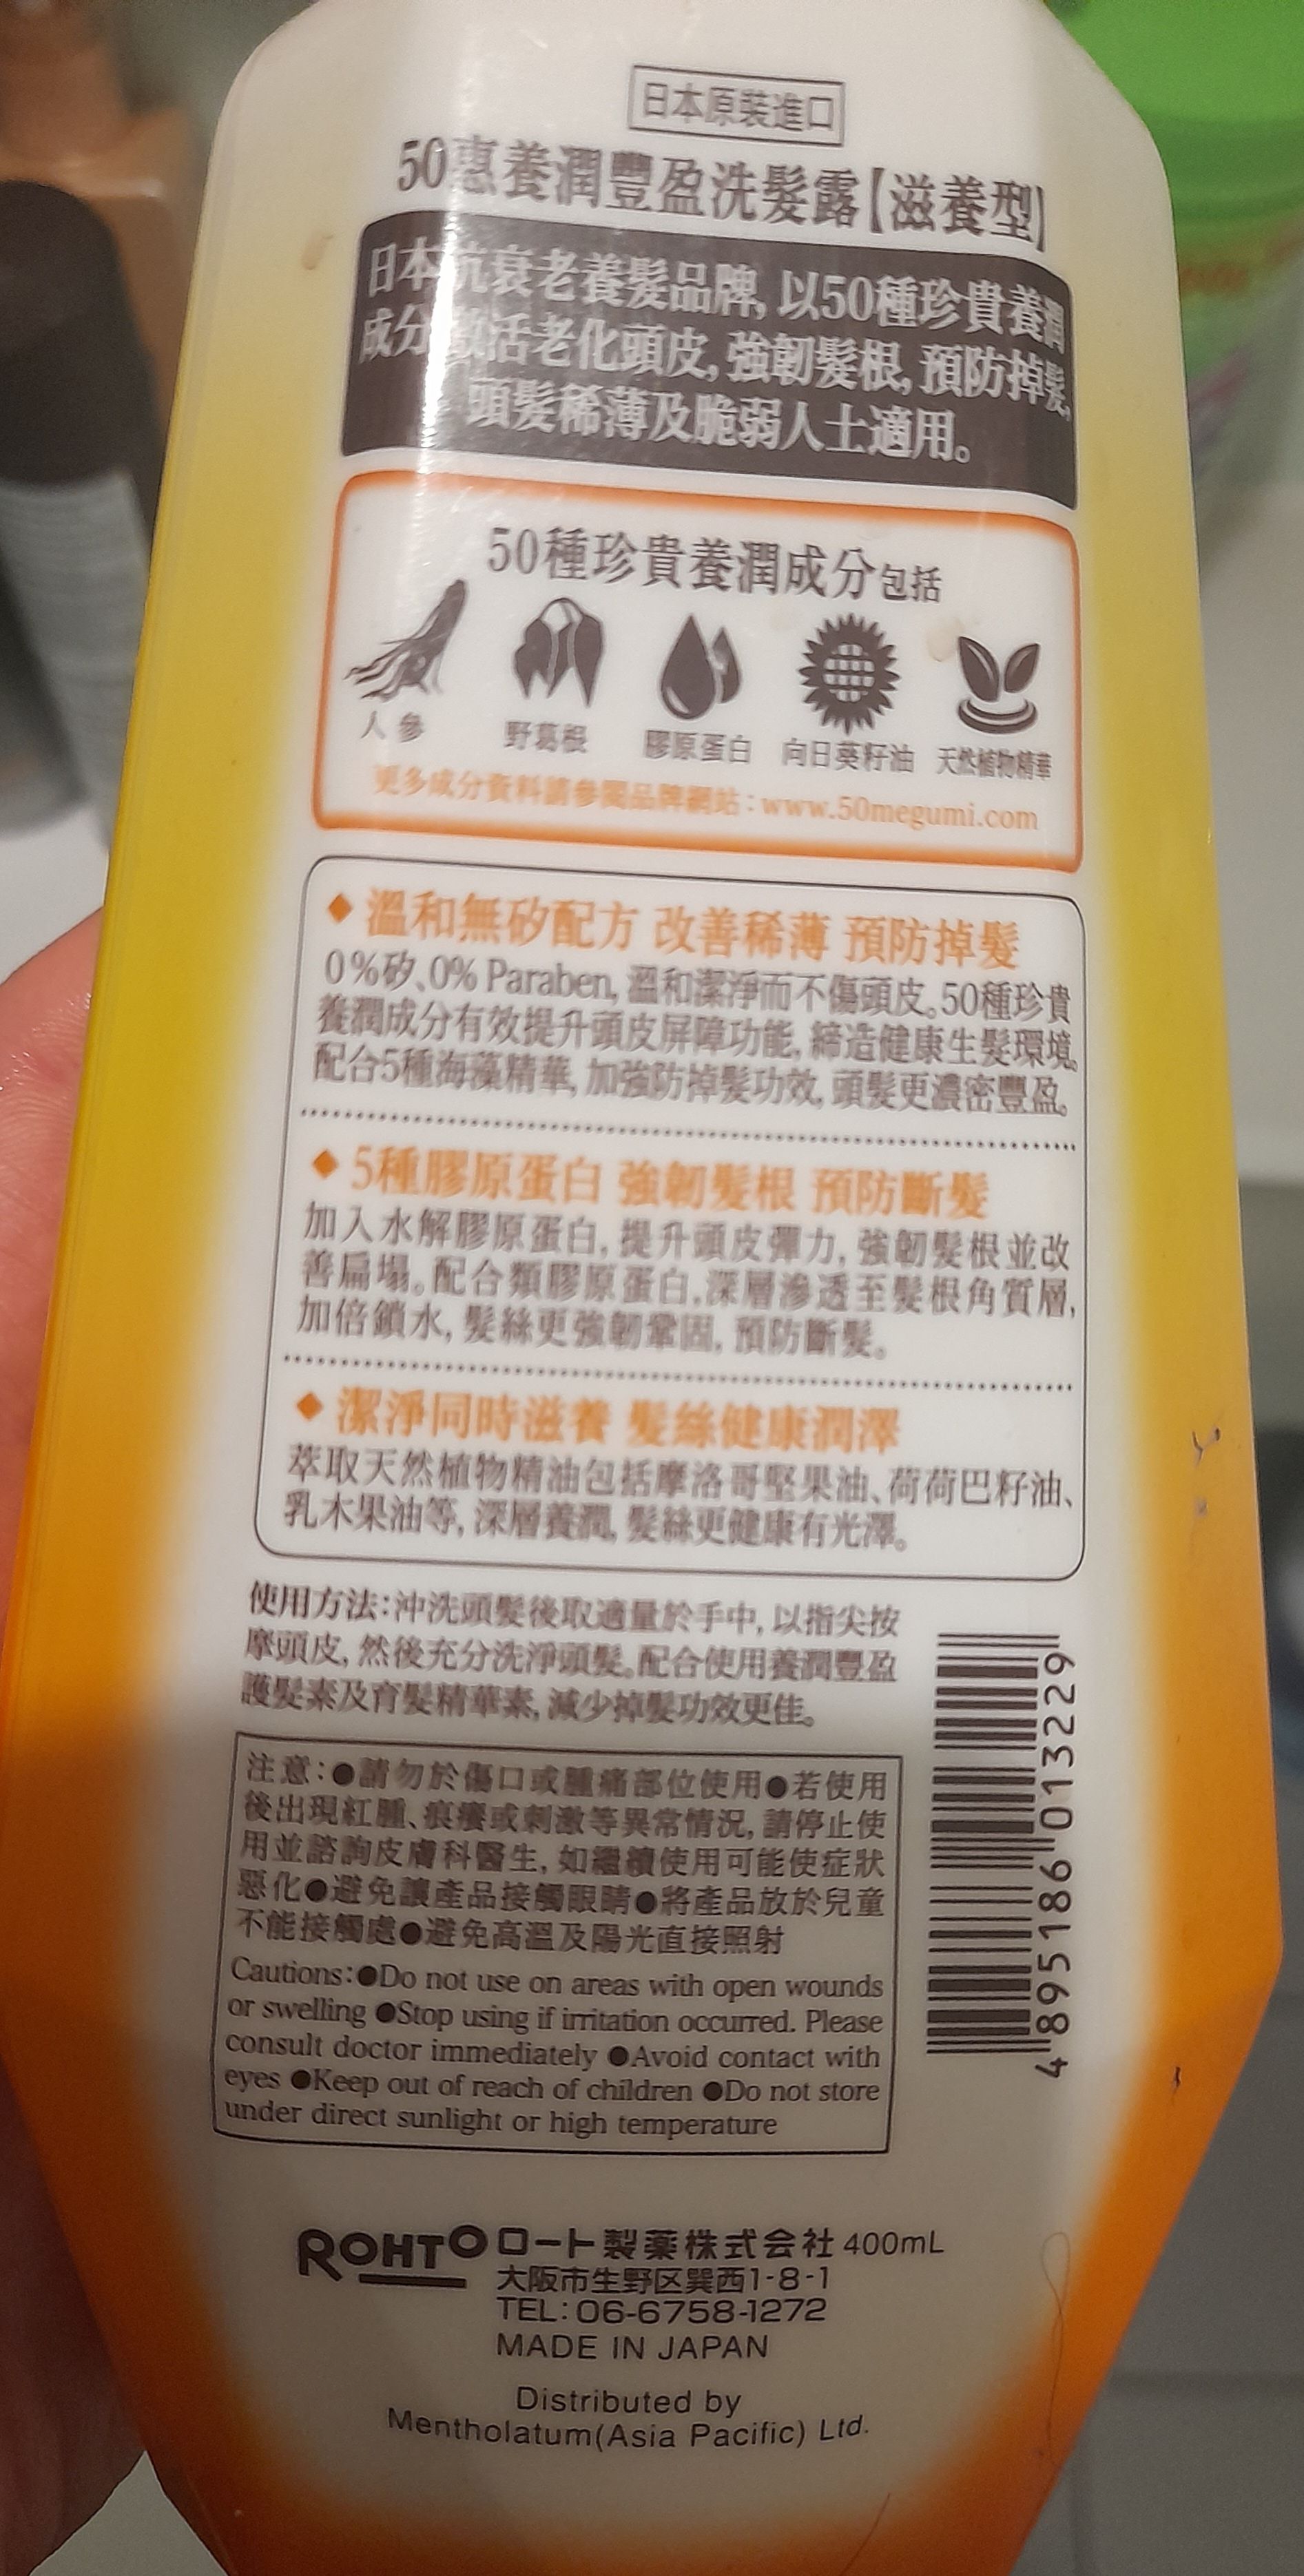 日本原裝進口
50惠養潤豐盈洗髮露【滋養型】
日本抗衰老養髮品牌, 以50種珍貴養潤
成分激活老化頭皮, 強韌髮根, 預防掉髮,
頭髮稀薄及脆弱人士適用。
50種珍貴養潤成分包括
人參 野葛根 膠原蛋白 向日葵籽油 天然植物精華
更多成分資料請參閱品牌網站：www.50megumi.com
◆ 溫和無矽配方 改善稀薄 預防掉髮
0%矽、0% Paraben, 溫和潔淨而不傷頭皮。50種珍貴
養潤成分有效提升頭皮屏障功能, 締造健康生髮環境。
配合5種海藻精華, 加強防掉髮功效, 頭髮更濃密豐盈。
◆ 5種膠原蛋白 強韌髮根 預防斷髮
加入水解膠原蛋白, 提升頭皮彈力, 強韌髮根並改
善扁塌。配合類膠原蛋白, 深層滲透至髮根角質層,
加倍鎖水, 髮絲更強韌鞏固, 預防斷髮。
◆ 潔淨同時滋養 髮絲健康潤澤
萃取天然植物精油包括摩洛哥堅果油、荷荷巴籽油、
乳木果油等, 深層養潤, 髮絲更健康有光澤。
使用方法：沖洗頭髮後取適量於手中, 以指尖按
摩頭皮, 然後充分洗淨頭髮。配合使用養潤豐盈
護髮素及育髮精華素, 減少掉髮功效更佳。
注意：●請勿於傷口或腫痛部位使用●若使用
後出現紅腫、痕癢或刺激等異常情況, 請停止使
用並諮詢皮膚科醫生, 如繼續使用可能使症狀
惡化●避免讓產品接觸眼睛●將產品放於兒童
不能接觸處●避免高溫及陽光直接照射
Cautions：●Do not use on areas with open wounds
or swelling ●Stop using if irritation occurred. Please
consult doctor immediately ●Avoid contact with
eyes ●Keep out of reach of children ●Do not store
under direct sunlight or high temperature
4 895186 013229
ROHTO ロート製薬株式会社 400mL
大阪市生野区巽西1-8-1
TEL：06-6758-1272
MADE IN JAPAN
Distributed by
Mentholatum(Asia Pacific) Ltd.